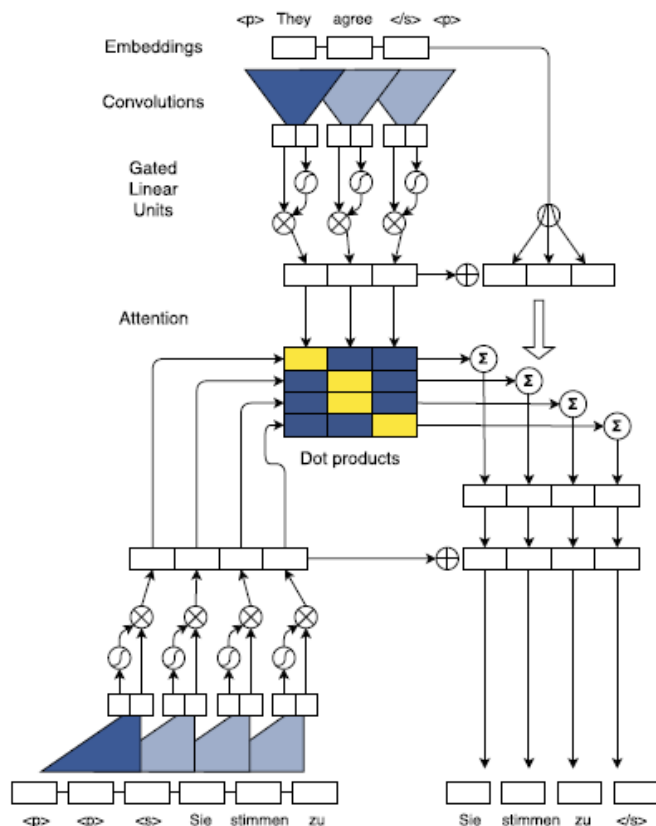 <p> They agree </s> <p>
Embeddings
Convolutions
Gated
Linear
Units
Attention
Σ
Σ
Σ
Σ
Dot products
<p> <p> <s> Sie stimmen zu
Sie stimmen zu </s>